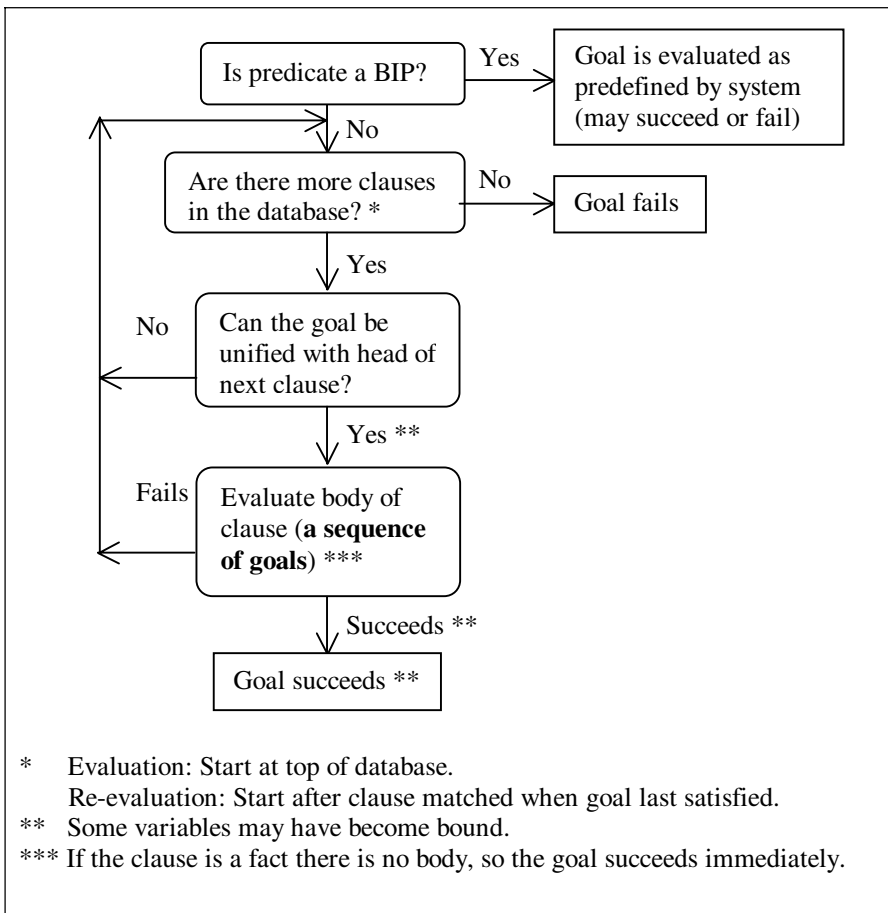 Is predicate a BIP?
Yes
Goal is evaluated as
predefined by system
(may succeed or fail)
No
Are there more clauses
in the database? *
No
Goal fails
Yes
No
Can the goal be
unified with head of
next clause?
Yes **
Fails
Evaluate body of
clause (a sequence
of goals) ***
Succeeds **
Goal succeeds **
* Evaluation: Start at top of database.
Re-evaluation: Start after clause matched when goal last satisfied.
** Some variables may have become bound.
*** If the clause is a fact there is no body, so the goal succeeds immediately.